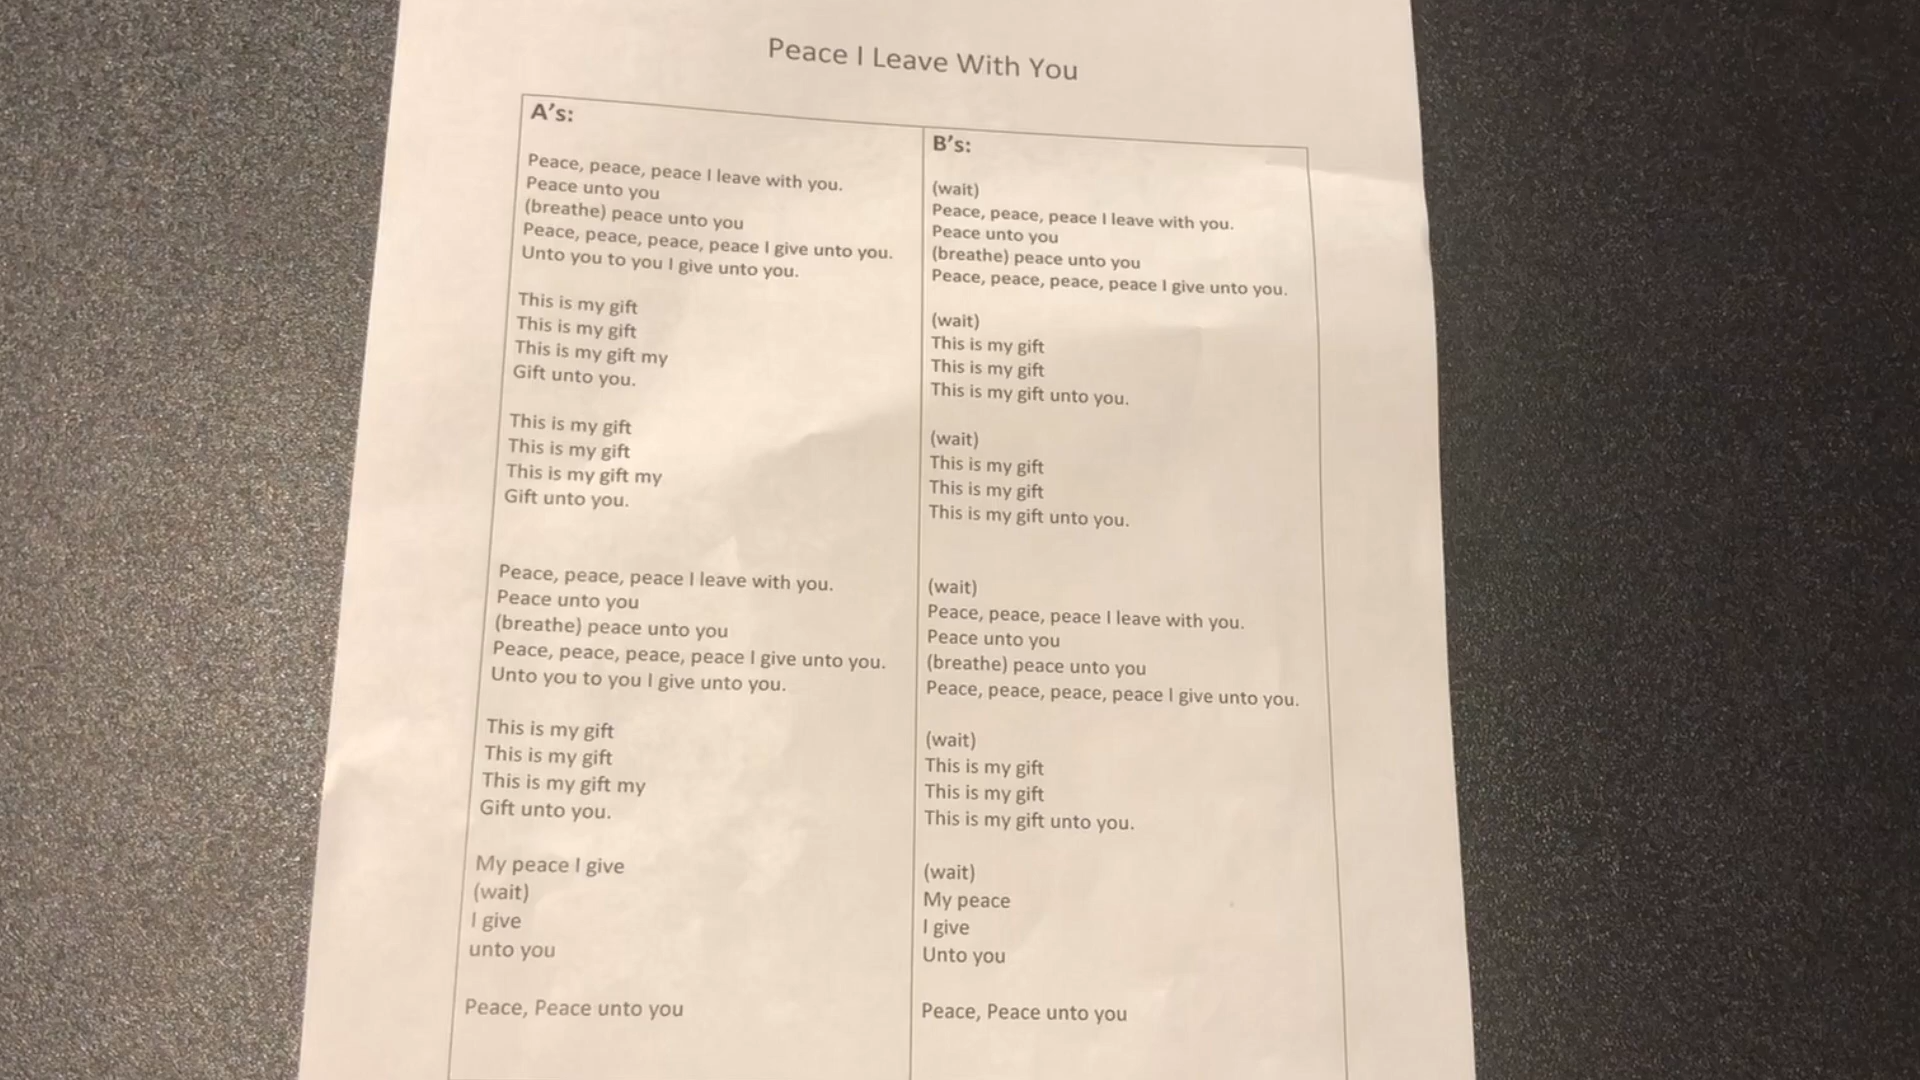 Peace I Leave With You
A's:
Peace, peace, peace I leave with you.
Peace unto you
(breathe) peace unto you
Peace, peace, peace, peace I give unto you.
Unto you to you I give unto you.
This is my gift
This is my gift
This is my gift my
Gift unto you.
This is my gift
This is my gift
This is my gift my
Gift unto you.
Peace, peace, peace I leave with you.
Peace unto you
(breathe) peace unto you
Peace, peace, peace, peace I give unto you.
Unto you to you I give unto you.
This is my gift
This is my gift
This is my gift my
Gift unto you.
My peace I give
(wait)
I give
unto you
Peace, Peace unto you
B's:
(wait)
Peace, peace, peace I leave with you.
Peace unto you
(breathe) peace unto you
Peace, peace, peace, peace I give unto you.
(wait)
This is my gift
This is my gift
This is my gift unto you.
(wait)
This is my gift
This is my gift
This is my gift unto you.
(wait)
Peace, peace, peace I leave with you.
Peace unto you
(breathe) peace unto you
Peace, peace, peace, peace I give unto you.
(wait)
This is my gift
This is my gift
This is my gift unto you.
(wait)
My peace
I give
Unto you
Peace, Peace unto you